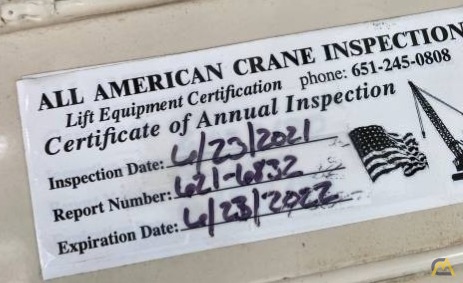 ALL AMERICAN CRANE INSPECTION
Lift Equipment Certification phone: 651-245-0808
Certificate of Annual Inspection
Inspection Date: 6/23/2021
Report Number: 621-6832
Expiration Date: 6/23/2022